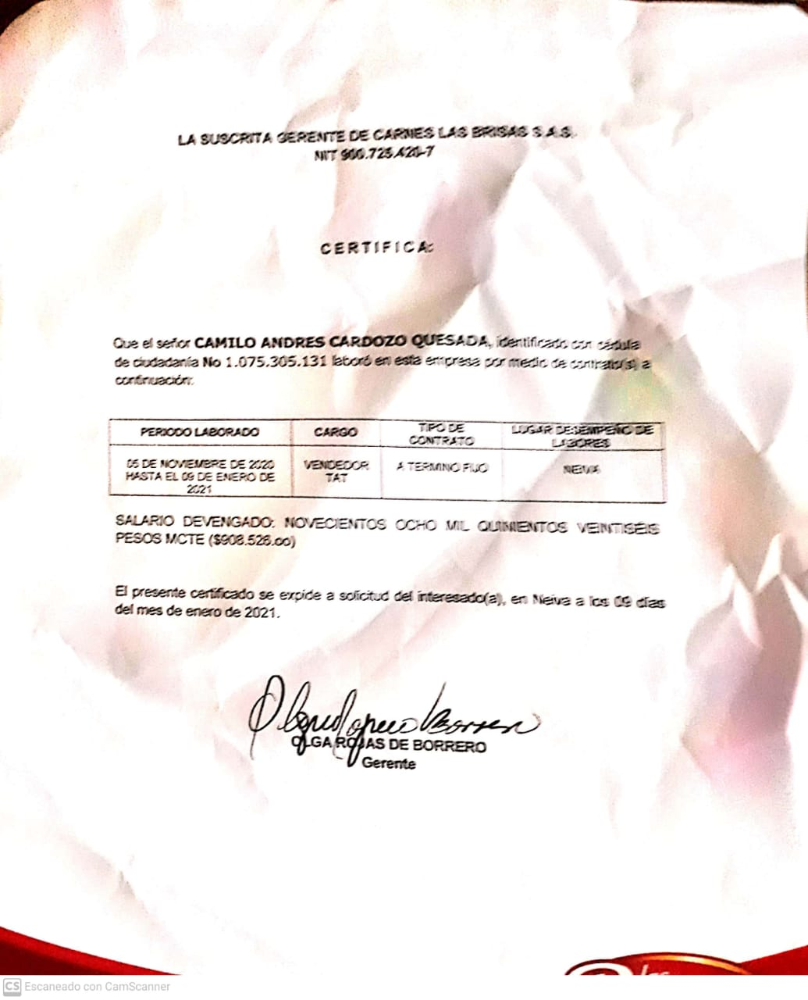 LA SUSCRITA GERENTE DE CARNES LAS BRISAS S.A.S.
NIT 900.725.420-7
CERTIFICA:
Que el señor CAMILO ANDRES CARDOZO QUESADA, identificado con cédula
de ciudadanía No 1.075.305.131 laboró en esta empresa por medio de contrato(s) a
continuación:
PERIODO LABORADO CARGO TIPO DE CONTRATO LUGAR DESEMPEÑO DE LABORES
05 DE NOVIEMBRE DE 2020 HASTA EL 09 DE ENERO DE 2021 VENDEDOR TAT A TERMINO FIJO NEIVA
SALARIO DEVENGADO: NOVECIENTOS OCHO MIL QUINIENTOS VEINTISÉIS
PESOS MCTE ($908.526.oo)
El presente certificado se expide a solicitud del interesado(a), en Neiva a los 09 días
del mes de enero de 2021.
OLGA ROJAS DE BORRERO
Gerente
CS Escaneado con CamScanner